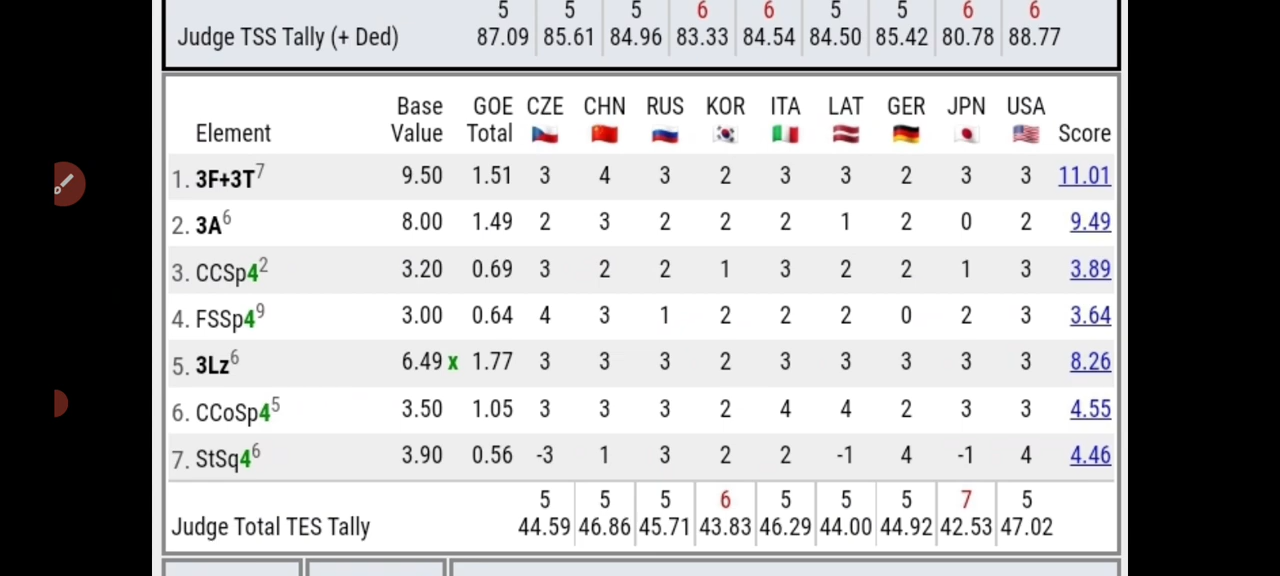 5 5 5 6 6 5 5 6 6
Judge TSS Tally (+ Ded) 87.09 85.61 84.96 83.33 84.54 84.50 85.42 80.78 88.77
Base GOE CZE CHN RUS KOR ITA LAT GER JPN USA
Element Value Total Score
1. 3F+3T7 9.50 1.51 3 4 3 2 3 3 2 3 3 11.01
2. 3A6 8.00 1.49 2 3 2 2 2 1 2 0 2 9.49
3. CCSp42 3.20 0.69 3 2 2 1 3 2 2 1 3 3.89
4. FSSp49 3.00 0.64 4 3 1 2 2 2 0 2 3 3.64
5. 3Lz6 6.49 x 1.77 3 3 3 2 3 3 3 3 3 8.26
6. CCoSp45 3.50 1.05 3 3 3 2 4 4 2 3 3 4.55
7. StSq46 3.90 0.56 -3 1 3 2 2 -1 4 -1 4 4.46
5 5 5 6 5 5 5 7 5
Judge Total TES Tally 44.59 46.86 45.71 43.83 46.29 44.00 44.92 42.53 47.02